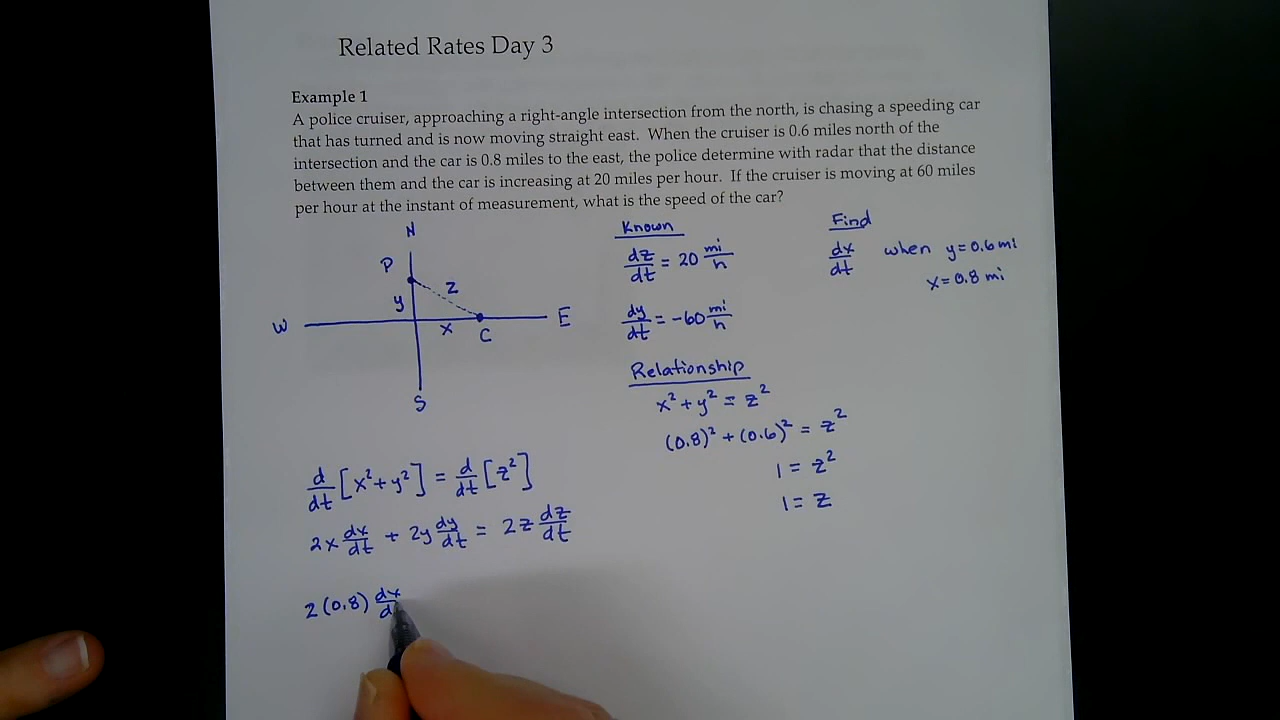 Related Rates Day 3
Example 1
A police cruiser, approaching a right-angle intersection from the north, is chasing a speeding car
that has turned and is now moving straight east. When the cruiser is 0.6 miles north of the
intersection and the car is 0.8 miles to the east, the police determine with radar that the distance
between them and the car is increasing at 20 miles per hour. If the cruiser is moving at 60 miles
per hour at the instant of measurement, what is the speed of the car?
N
P
y
z
W
x
C
E
S
Known
dz/dt = 20 mi/h
dy/dt = -60 mi/h
Find
dx/dt when y = 0.6 mi
x = 0.8 mi
Relationship
x² + y² = z²
(0.8)² + (0.6)² = z²
1 = z²
1 = z
d/dt [x² + y²] = d/dt [z²]
2x dx/dt + 2y dy/dt = 2z dz/dt
2(0.8) dx/d